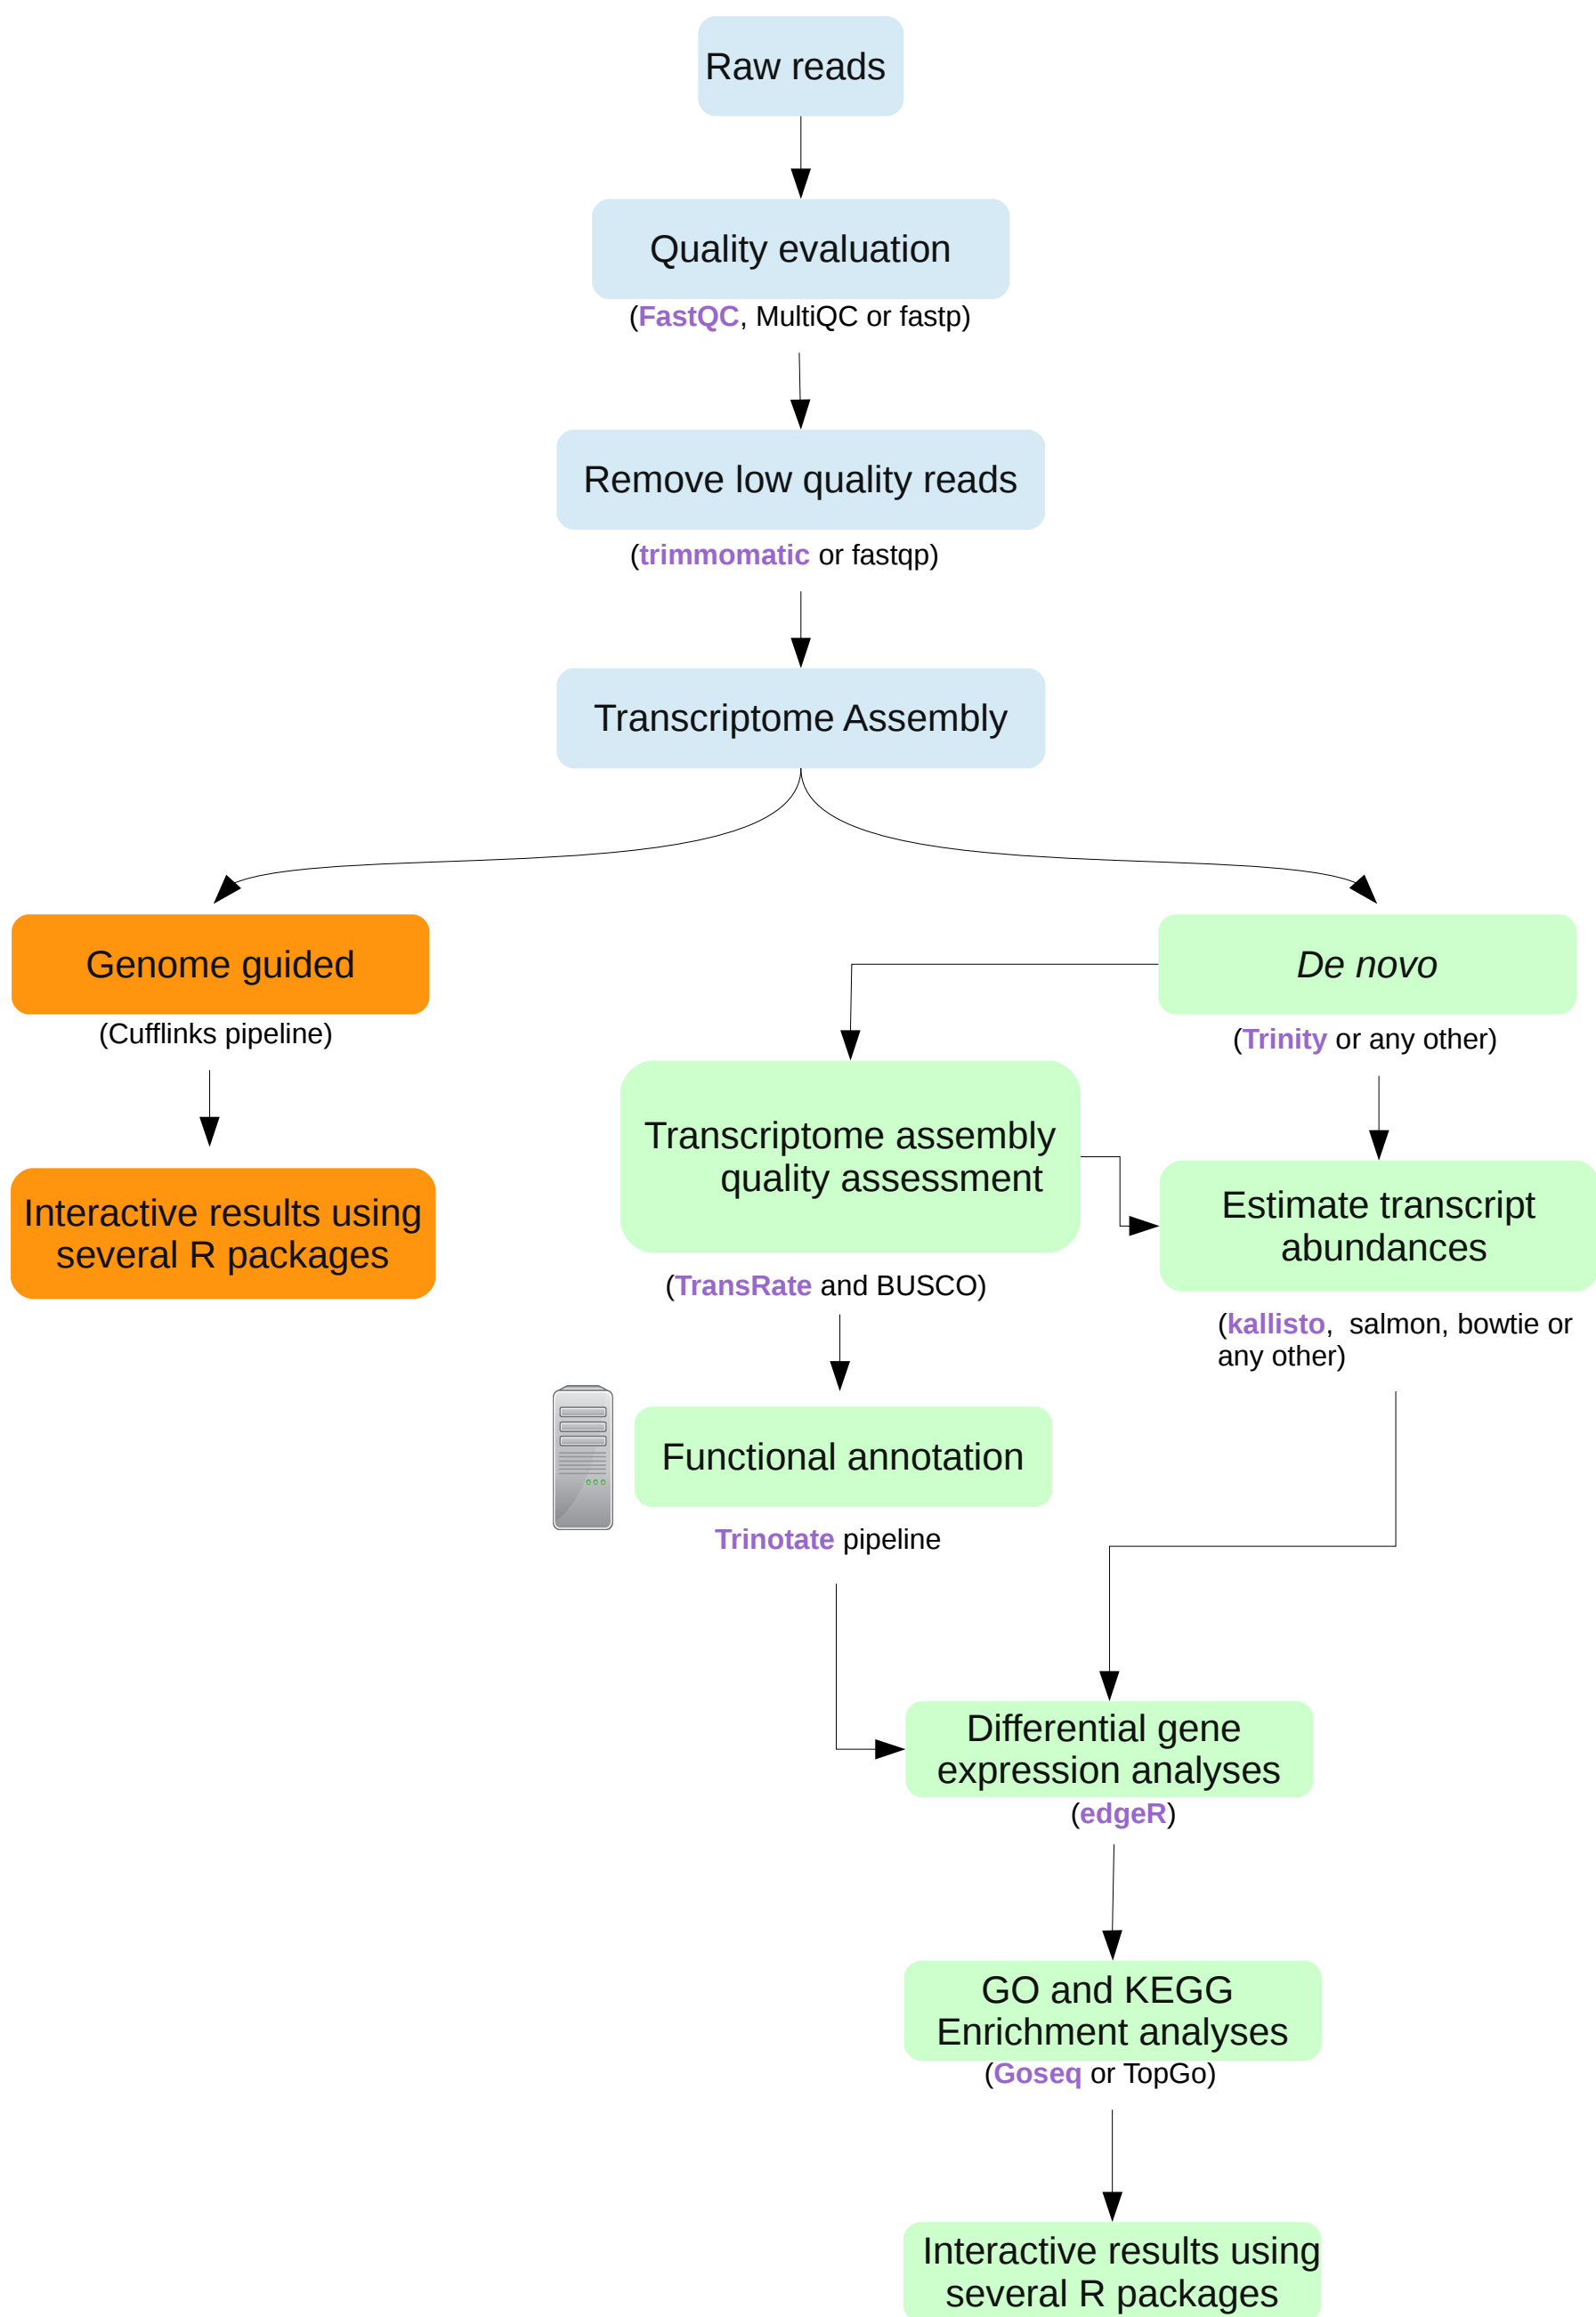 Raw reads
Quality evaluation
(FastQC, MultiQC or fastp)
Remove low quality reads
(trimmomatic or fastqp)
Transcriptome Assembly
Genome guided
(Cufflinks pipeline)
Interactive results using
several R packages
De novo
(Trinity or any other)
Transcriptome assembly
quality assessment
(TransRate and BUSCO)
Estimate transcript
abundances
(kallisto,  salmon, bowtie or
any other)
Functional annotation
Trinotate pipeline
Differential gene
expression analyses
(edgeR)
GO and KEGG
Enrichment analyses
(Goseq or TopGo)
Interactive results using
several R packages